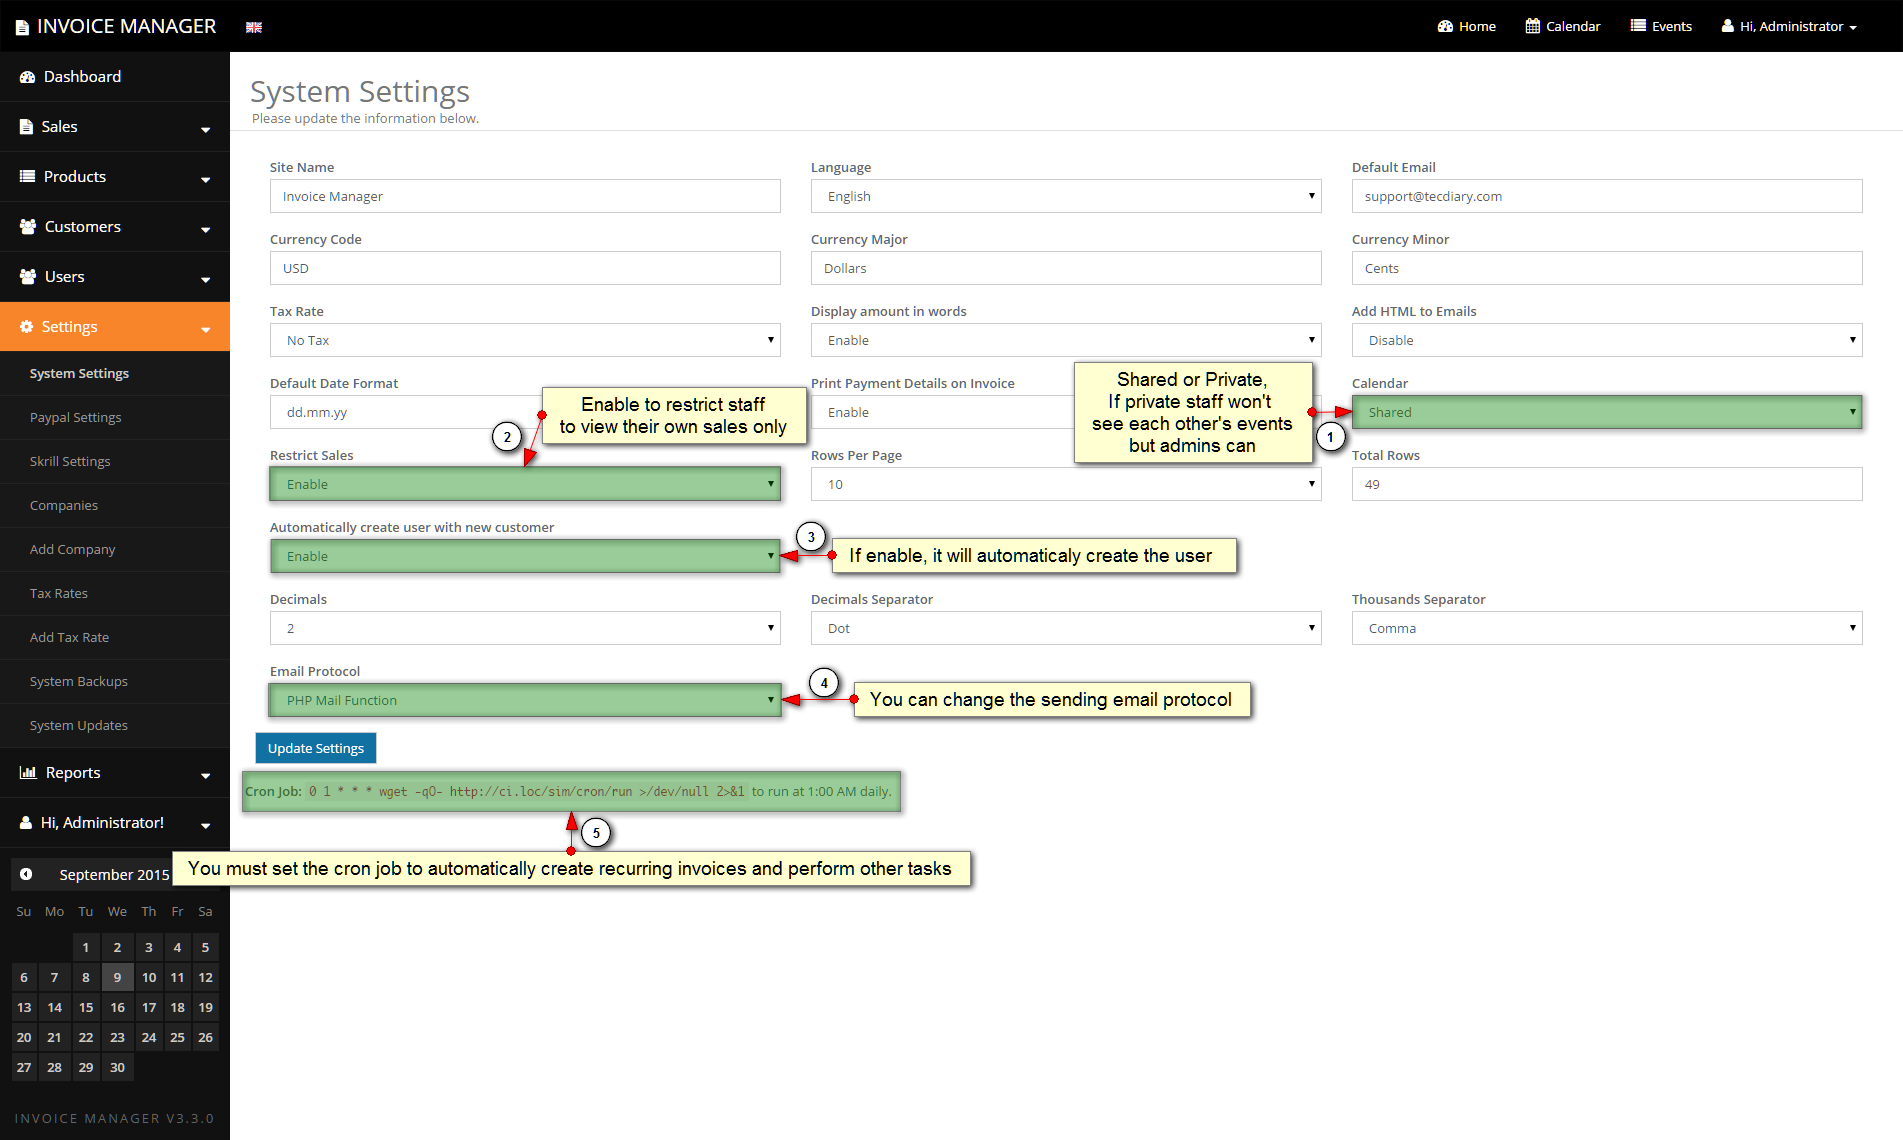 INVOICE MANAGER
Home
Calendar
Events
Hi, Administrator
Dashboard
Sales
Products
Customers
Users
Settings
System Settings
Paypal Settings
Skrill Settings
Companies
Add Company
Tax Rates
Add Tax Rate
System Backups
System Updates
Reports
Hi, Administrator!
September 2015
Su Mo Tu We Th Fr Sa
1 2 3 4 5
6 7 8 9 10 11 12
13 14 15 16 17 18 19
20 21 22 23 24 25 26
27 28 29 30
INVOICE MANAGER V3.3.0
System Settings
Please update the information below.
Site Name
Invoice Manager
Language
English
Default Email
support@tecdiary.com
Currency Code
USD
Currency Major
Dollars
Currency Minor
Cents
Tax Rate
No Tax
Display amount in words
Enable
Add HTML to Emails
Disable
Default Date Format
dd.mm.yy
Print Payment Details on Invoice
Enable
Calendar
Shared
Shared or Private,
If private staff won't
see each other's events
but admins can
1
Enable to restrict staff
to view their own sales only
2
Restrict Sales
Enable
Rows Per Page
10
Total Rows
49
Automatically create user with new customer
Enable
3
If enable, it will automaticaly create the user
Decimals
2
Decimals Separator
Dot
Thousands Separator
Comma
Email Protocol
PHP Mail Function
4
You can change the sending email protocol
Update Settings
Cron Job: 0 1 * * * wget -qO- http://ci.loc/sim/cron/run >/dev/null 2>&1 to run at 1:00 AM daily.
5
You must set the cron job to automatically create recurring invoices and perform other tasks